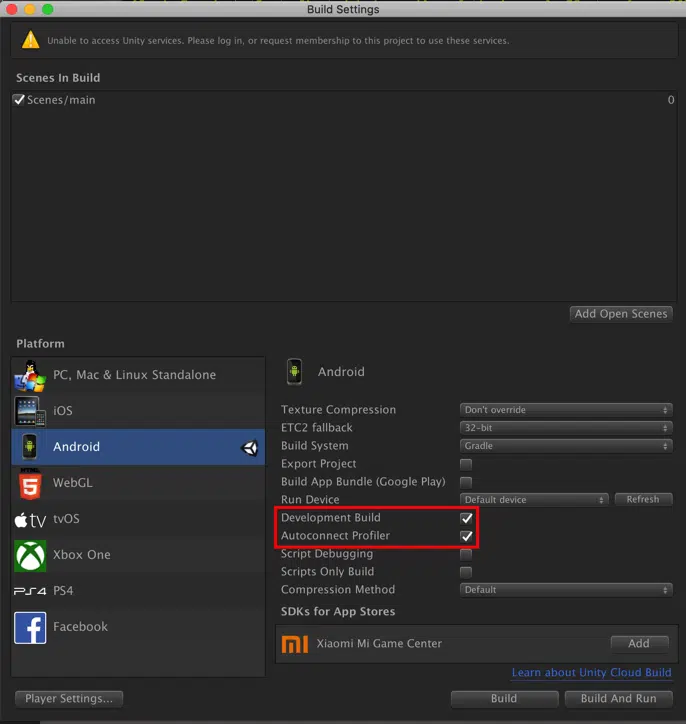 Build Settings
Unable to access Unity services. Please log in, or request membership to this project to use these services.
Scenes In Build
Scenes/main 0
Add Open Scenes
Platform
PC, Mac & Linux Standalone
iOS
Android
WebGL
tvOS
Xbox One
PS4
Facebook
Android
Texture Compression Don't override
ETC2 fallback 32-bit
Build System Gradle
Export Project
Build App Bundle (Google Play)
Run Device Default device Refresh
Development Build
Autoconnect Profiler
Script Debugging
Scripts Only Build
Compression Method Default
SDKs for App Stores
Xiaomi Mi Game Center Add
Learn about Unity Cloud Build
Player Settings... Build Build And Run